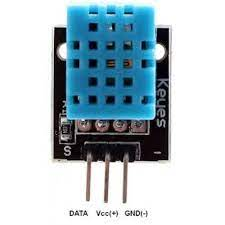 Keyes
S
DATA Vcc(+) GND(-)